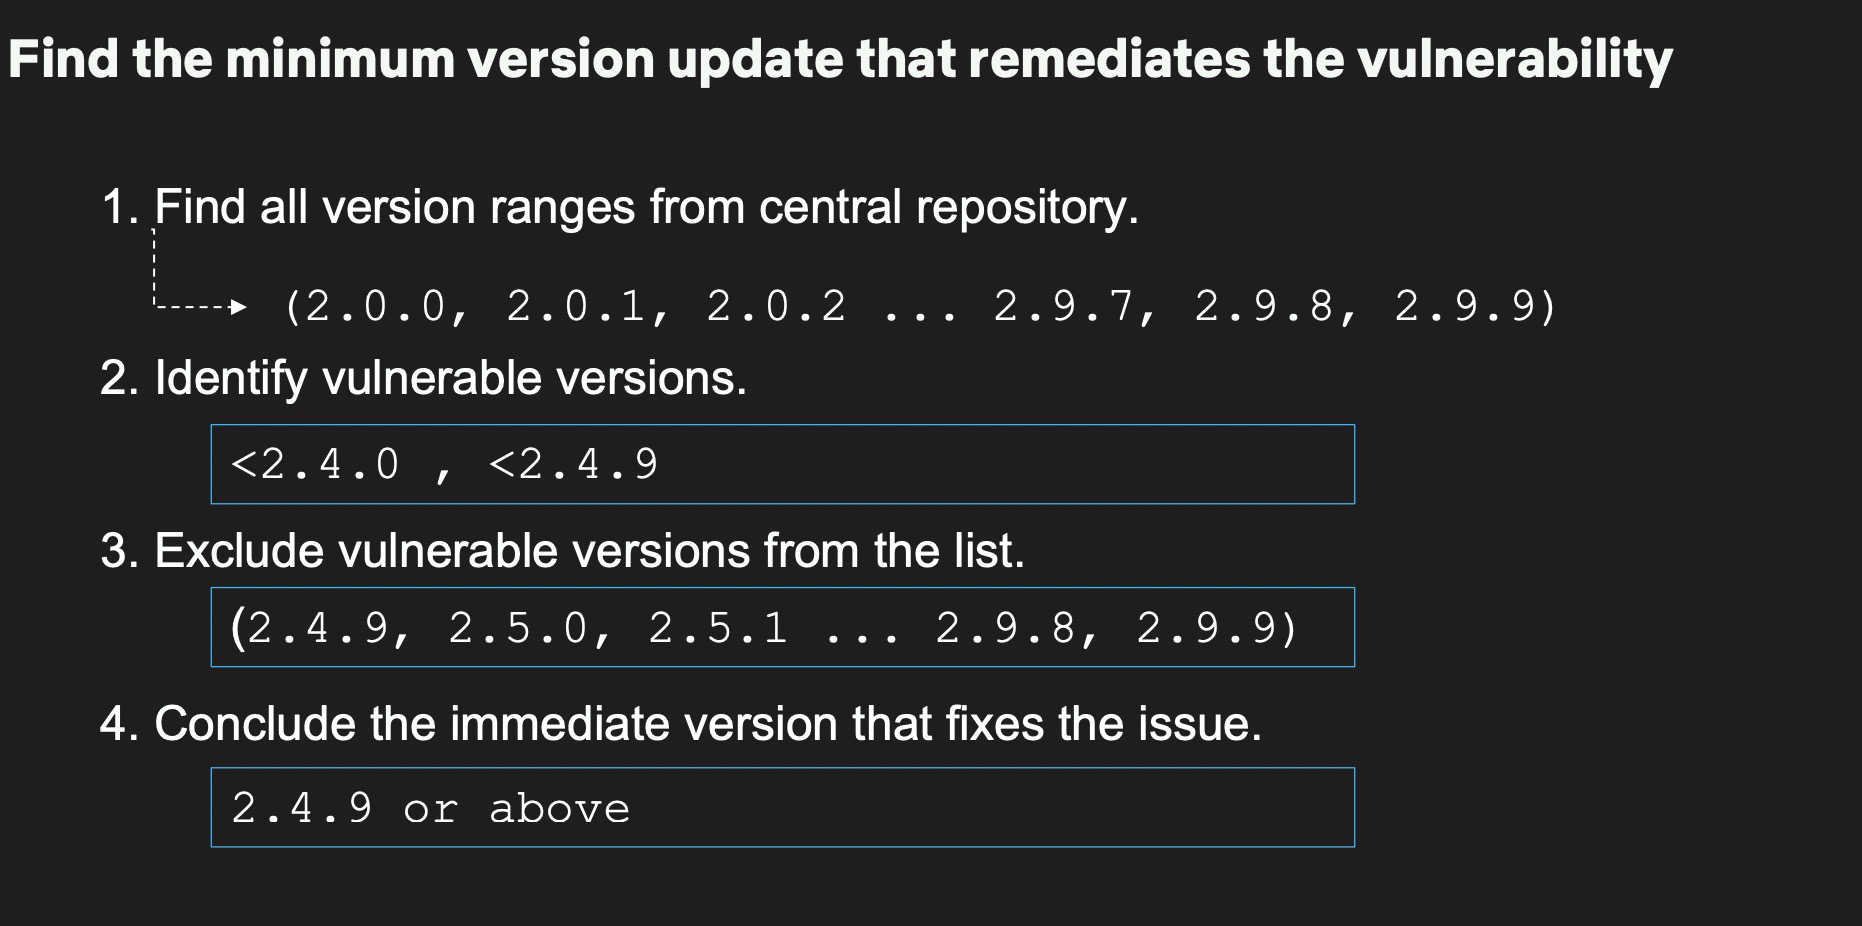 Find the minimum version update that remediates the vulnerability
1. Find all version ranges from central repository.
(2.0.0, 2.0.1, 2.0.2 ... 2.9.7, 2.9.8, 2.9.9)
2. Identify vulnerable versions.
<2.4.0 , <2.4.9
3. Exclude vulnerable versions from the list.
(2.4.9, 2.5.0, 2.5.1 ... 2.9.8, 2.9.9)
4. Conclude the immediate version that fixes the issue.
2.4.9 or above